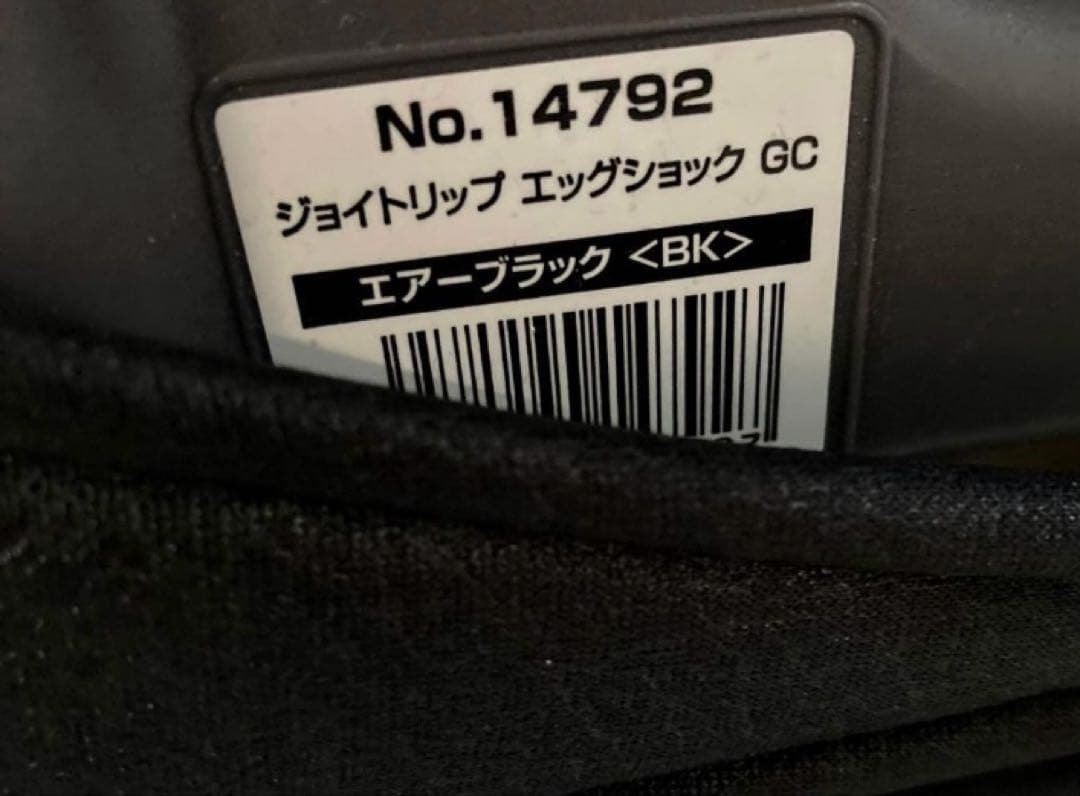 No.14792
ジョイトリップ エッグショック GC
エアーブラック <BK>